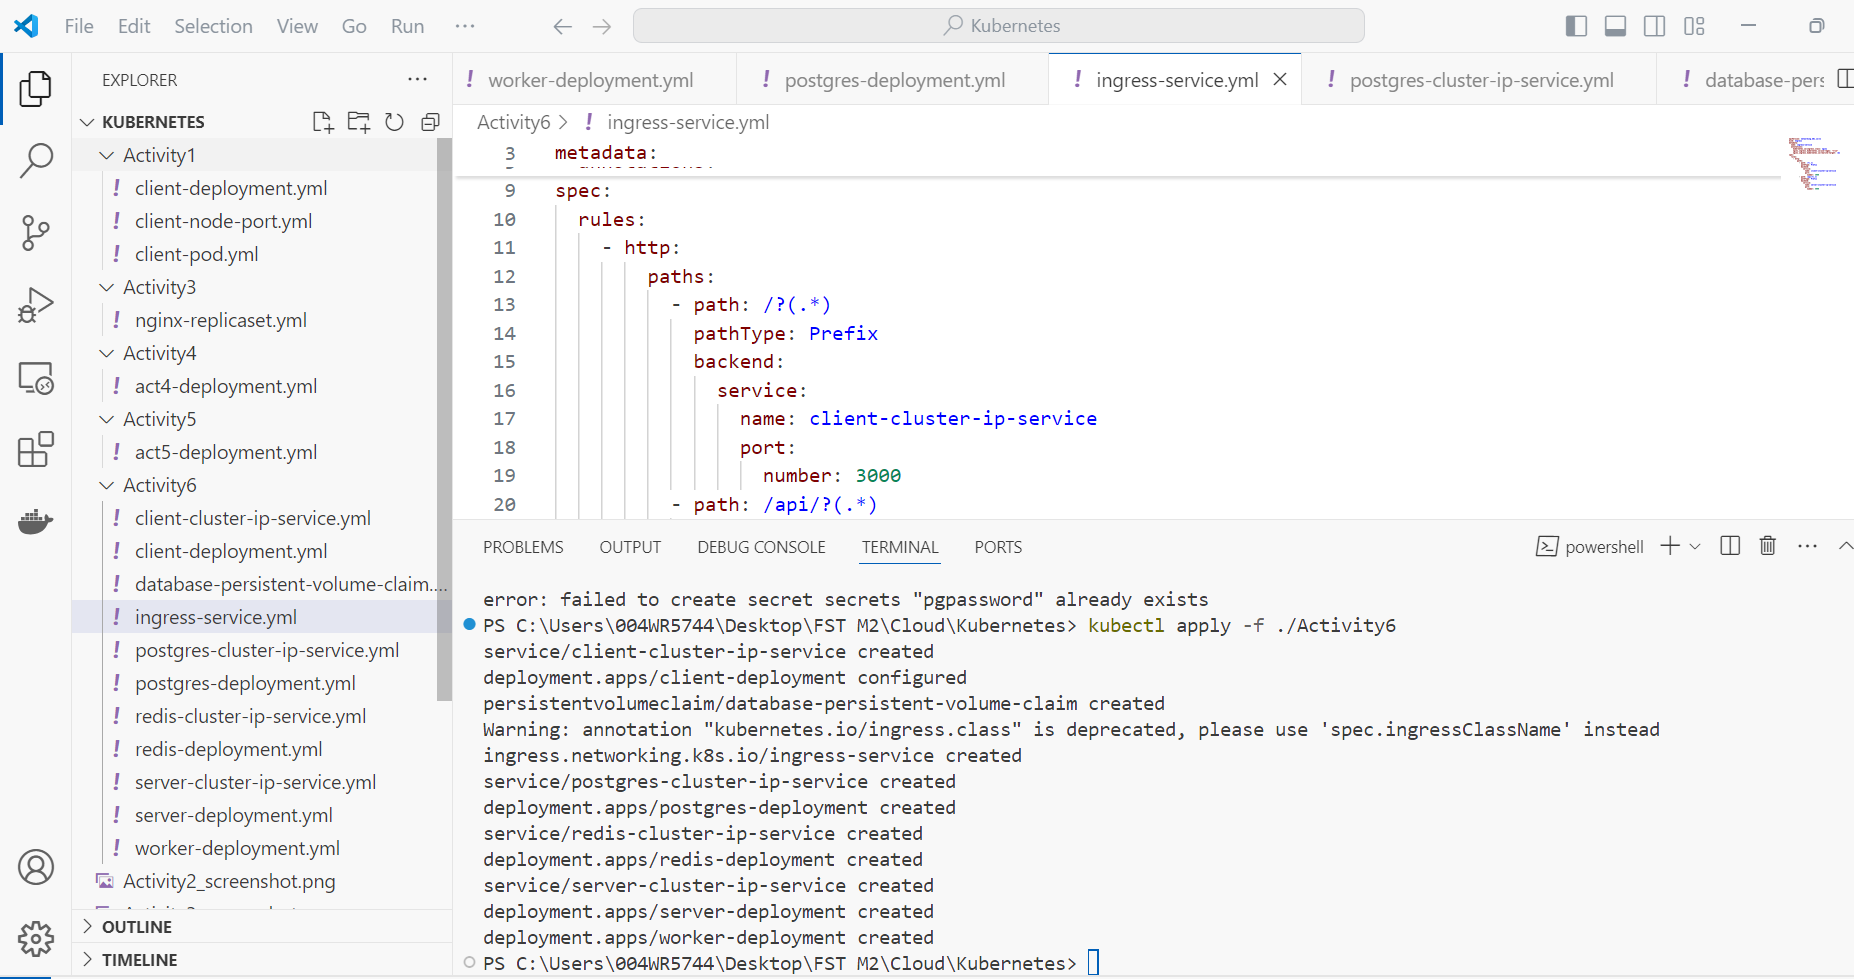 File Edit Selection View Go Run ···
Kubernetes
EXPLORER ···
KUBERNETES
Activity1
client-deployment.yml
client-node-port.yml
client-pod.yml
Activity3
nginx-replicaset.yml
Activity4
act4-deployment.yml
Activity5
act5-deployment.yml
Activity6
client-cluster-ip-service.yml
client-deployment.yml
database-persistent-volume-claim....
ingress-service.yml
postgres-cluster-ip-service.yml
postgres-deployment.yml
redis-cluster-ip-service.yml
redis-deployment.yml
server-cluster-ip-service.yml
server-deployment.yml
worker-deployment.yml
Activity2_screenshot.png
OUTLINE
TIMELINE
! worker-deployment.yml ! postgres-deployment.yml ! ingress-service.yml ! postgres-cluster-ip-service.yml ! database-pers
Activity6 > ! ingress-service.yml
3 metadata:
9 spec:
10 rules:
11 - http:
12 paths:
13 - path: /?(.*)
14 pathType: Prefix
15 backend:
16 service:
17 name: client-cluster-ip-service
18 port:
19 number: 3000
20 - path: /api/?(.*)
PROBLEMS OUTPUT DEBUG CONSOLE TERMINAL PORTS powershell
error: failed to create secret secrets "pgpassword" already exists
PS C:\Users\004WR5744\Desktop\FST M2\Cloud\Kubernetes> kubectl apply -f ./Activity6
service/client-cluster-ip-service created
deployment.apps/client-deployment configured
persistentvolumeclaim/database-persistent-volume-claim created
Warning: annotation "kubernetes.io/ingress.class" is deprecated, please use 'spec.ingressClassName' instead
ingress.networking.k8s.io/ingress-service created
service/postgres-cluster-ip-service created
deployment.apps/postgres-deployment created
service/redis-cluster-ip-service created
deployment.apps/redis-deployment created
service/server-cluster-ip-service created
deployment.apps/server-deployment created
deployment.apps/worker-deployment created
PS C:\Users\004WR5744\Desktop\FST M2\Cloud\Kubernetes>